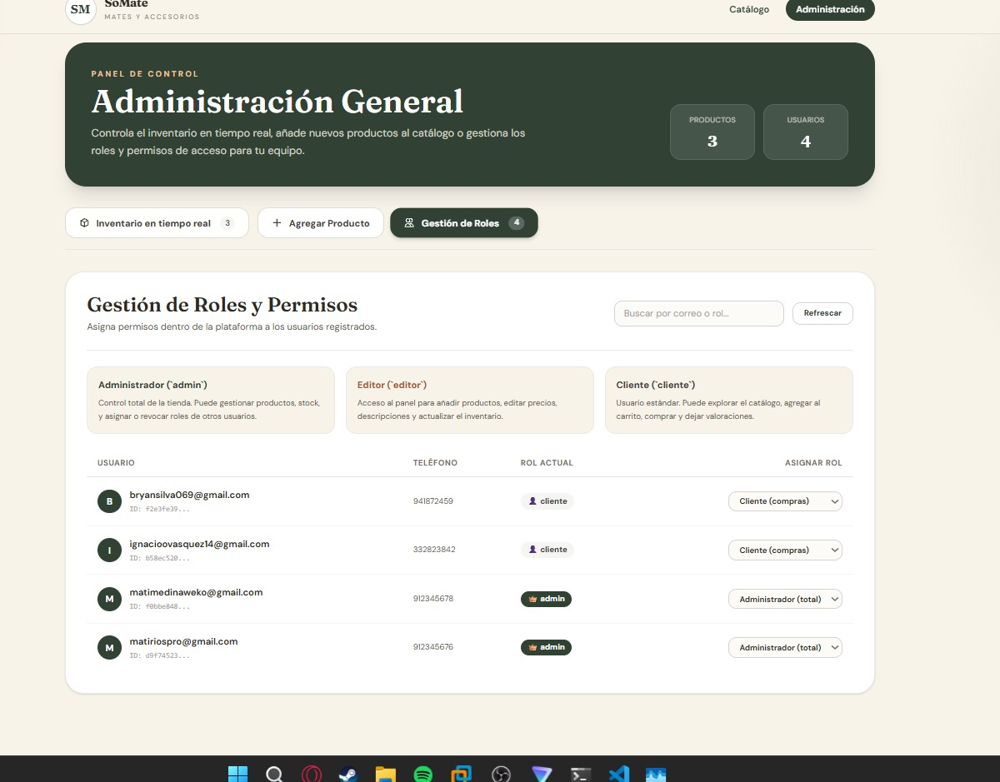 SM
SoMate
MATES Y ACCESORIOS
Catálogo
Administración
PANEL DE CONTROL
Administración General
Controla el inventario en tiempo real, añade nuevos productos al catálogo o gestiona los
roles y permisos de acceso para tu equipo.
PRODUCTOS
3
USUARIOS
4
Inventario en tiempo real 3
Agregar Producto
Gestión de Roles 4
Gestión de Roles y Permisos
Asigna permisos dentro de la plataforma a los usuarios registrados.
Buscar por correo o rol...
Refrescar
Administrador (`admin`)
Control total de la tienda. Puede gestionar productos, stock,
y asignar o revocar roles de otros usuarios.
Editor (`editor`)
Acceso al panel para añadir productos, editar precios,
descripciones y actualizar el inventario.
Cliente (`cliente`)
Usuario estándar. Puede explorar el catálogo, agregar al
carrito, comprar y dejar valoraciones.
USUARIO TELÉFONO ROL ACTUAL ASIGNAR ROL
B bryansilva069@gmail.com 941872459 cliente Cliente (compras)
ID: f2e3fe39...
I ignacioovasquez14@gmail.com 332823842 cliente Cliente (compras)
ID: b58ec520...
M matimedinaweko@gmail.com 912345678 admin Administrador (total)
ID: f0bbe848...
M matiriospro@gmail.com 912345676 admin Administrador (total)
ID: d9f74523...